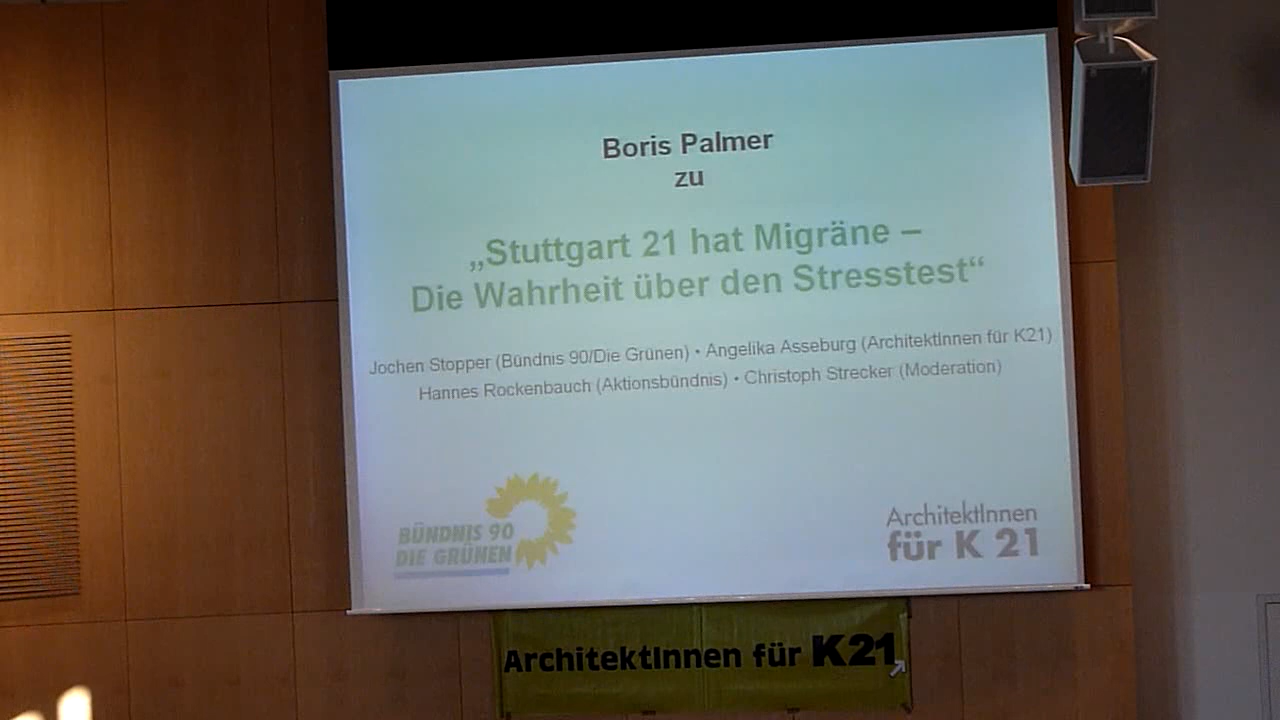 Boris Palmer
zu
„Stuttgart 21 hat Migräne –
Die Wahrheit über den Stresstest“
Jochen Stopper (Bündnis 90/Die Grünen) • Angelika Asseburg (ArchitektInnen für K21)
Hannes Rockenbauch (Aktionsbündnis) • Christoph Strecker (Moderation)
BÜNDNIS 90
DIE GRÜNEN
ArchitektInnen
für K 21
ArchitektInnen für K21